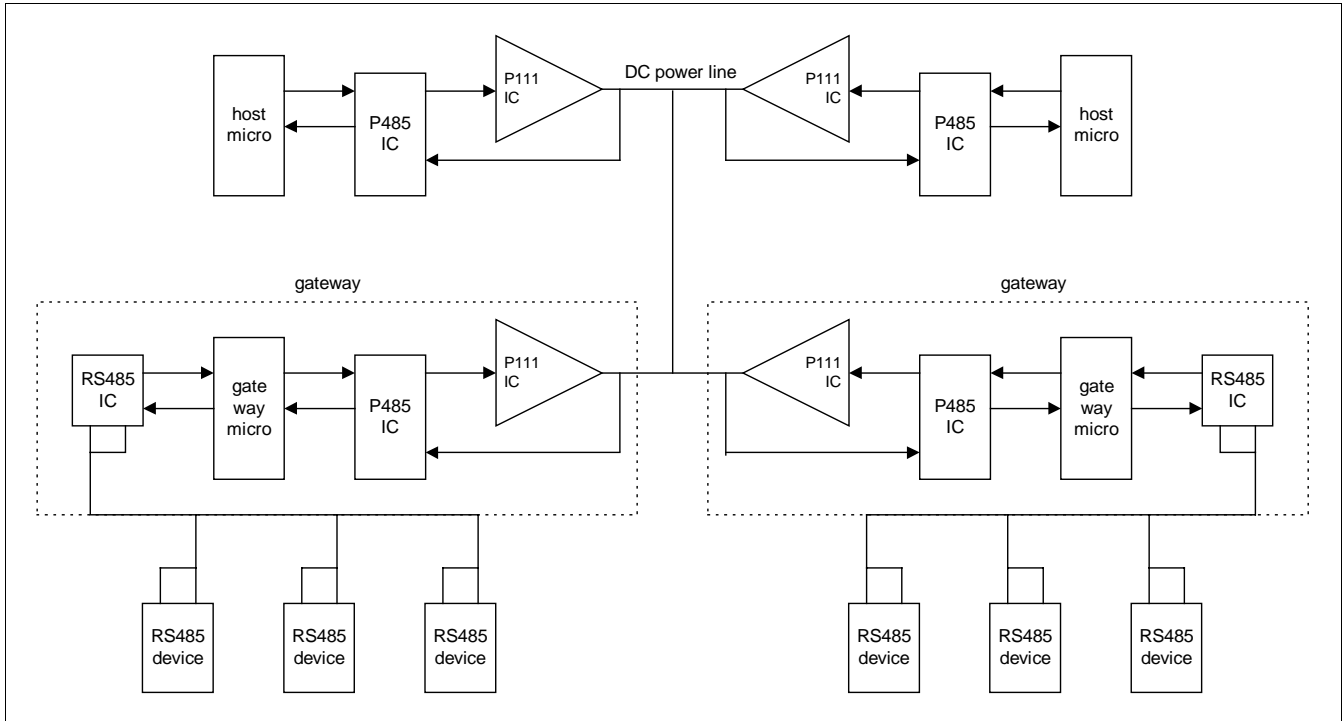 DC power line
host
micro
P485
IC
P111
IC
P111
IC
P485
IC
host
micro
gateway
gateway
RS485
IC
gate
way
micro
P485
IC
P111
IC
P111
IC
P485
IC
gate
way
micro
RS485
IC
RS485
device
RS485
device
RS485
device
RS485
device
RS485
device
RS485
device